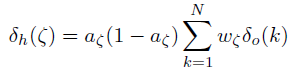 δ_h(ζ) = a_ζ(1 − a_ζ) ∑_{k=1}^{N} w_ζ δ_o(k)